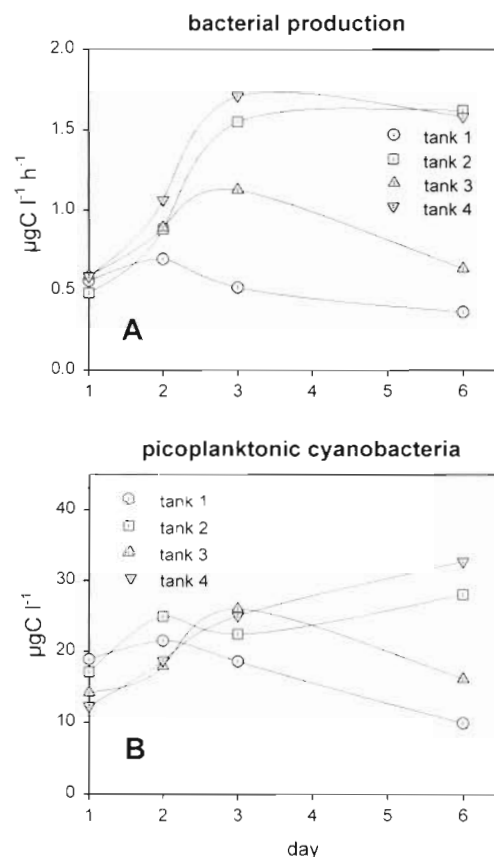 bacterial production
2.0
1.5
1.0
0.5
0.0
µgC l⁻¹ h⁻¹
tank 1
tank 2
tank 3
tank 4
A
1 2 3 4 5 6
picoplanktonic cyanobacteria
40
30
20
10
0
µgC l⁻¹
tank 1
tank 2
tank 3
tank 4
B
1 2 3 4 5 6
day